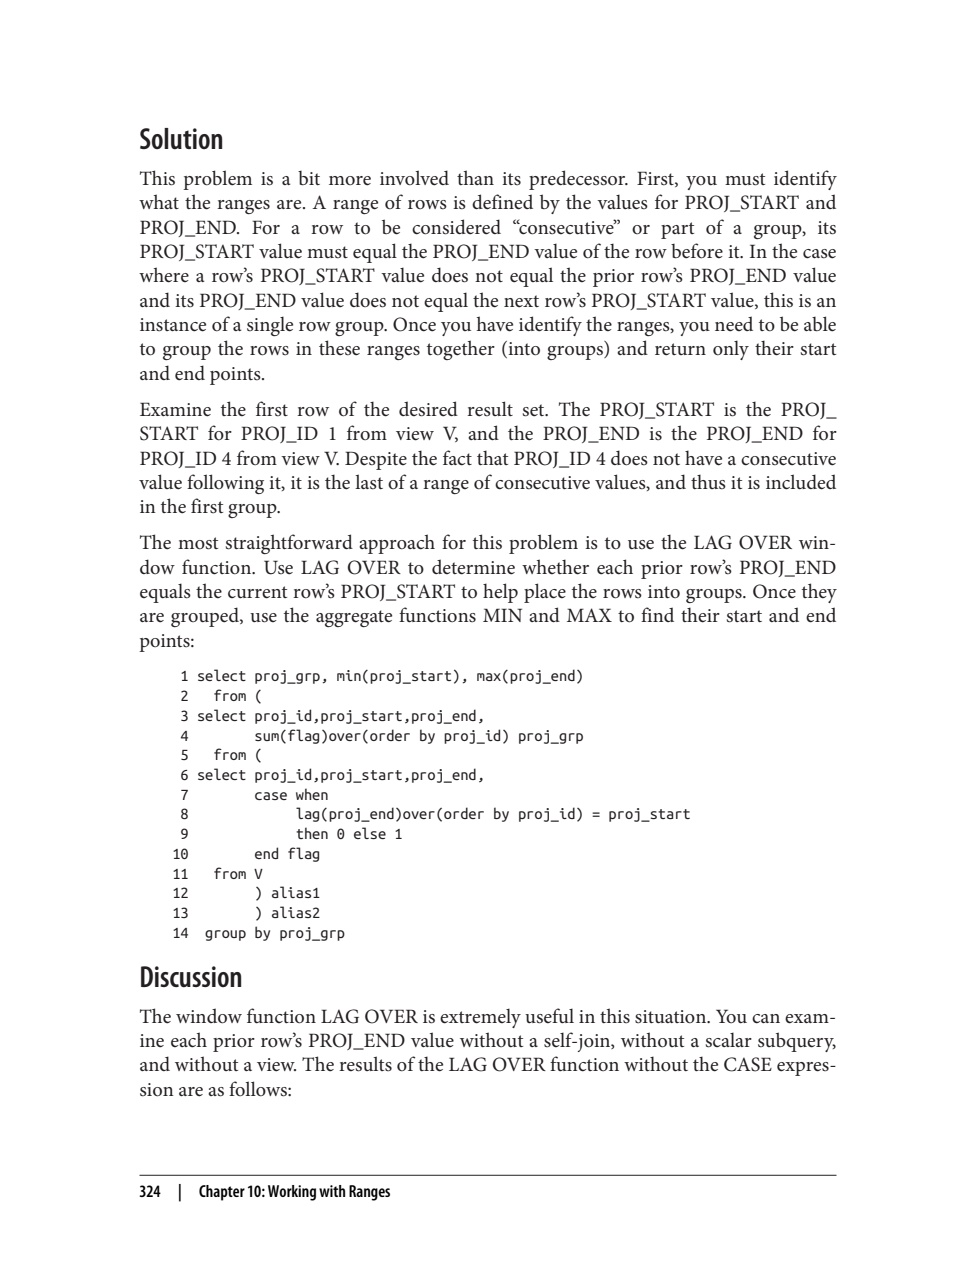 Solution
This problem is a bit more involved than its predecessor. First, you must identify
what the ranges are. A range of rows is defined by the values for PROJ_START and
PROJ_END. For a row to be considered “consecutive” or part of a group, its
PROJ_START value must equal the PROJ_END value of the row before it. In the case
where a row’s PROJ_START value does not equal the prior row’s PROJ_END value
and its PROJ_END value does not equal the next row’s PROJ_START value, this is an
instance of a single row group. Once you have identify the ranges, you need to be able
to group the rows in these ranges together (into groups) and return only their start
and end points.
Examine the first row of the desired result set. The PROJ_START is the PROJ_
START for PROJ_ID 1 from view V, and the PROJ_END is the PROJ_END for
PROJ_ID 4 from view V. Despite the fact that PROJ_ID 4 does not have a consecutive
value following it, it is the last of a range of consecutive values, and thus it is included
in the first group.
The most straightforward approach for this problem is to use the LAG OVER win-
dow function. Use LAG OVER to determine whether each prior row’s PROJ_END
equals the current row’s PROJ_START to help place the rows into groups. Once they
are grouped, use the aggregate functions MIN and MAX to find their start and end
points:
1 select proj_grp, min(proj_start), max(proj_end)
2   from (
3 select proj_id,proj_start,proj_end,
4        sum(flag)over(order by proj_id) proj_grp
5   from (
6 select proj_id,proj_start,proj_end,
7        case when
8             lag(proj_end)over(order by proj_id) = proj_start
9             then 0 else 1
10        end flag
11   from V
12        ) alias1
13        ) alias2
14  group by proj_grp
Discussion
The window function LAG OVER is extremely useful in this situation. You can exam-
ine each prior row’s PROJ_END value without a self-join, without a scalar subquery,
and without a view. The results of the LAG OVER function without the CASE expres-
sion are as follows:
324 | Chapter 10: Working with Ranges